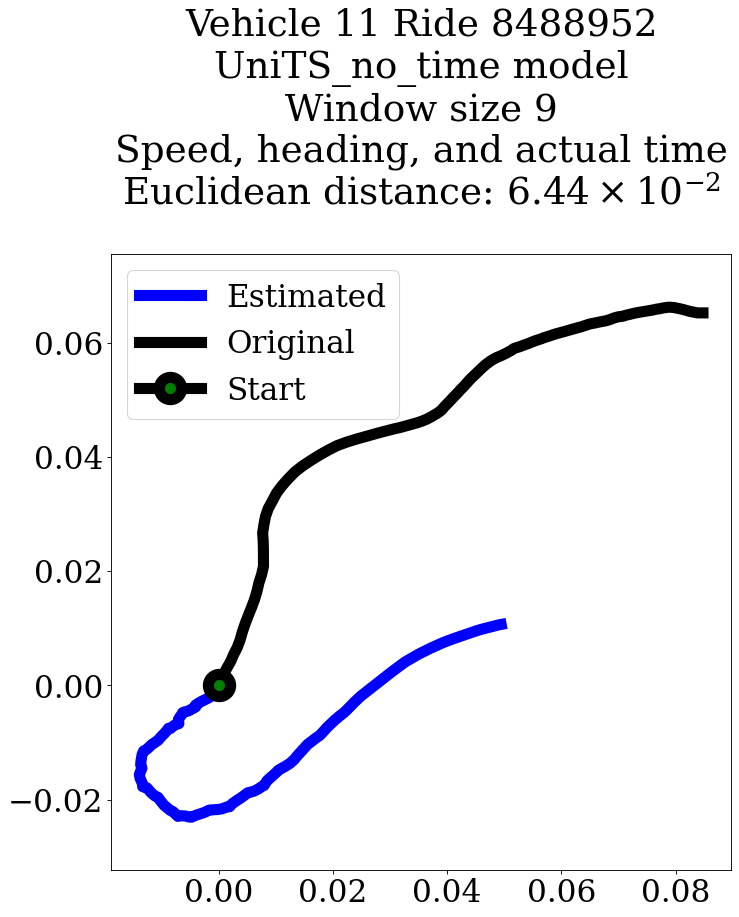 Vehicle 11 Ride 8488952
UniTS_no_time model
Window size 9
Speed, heading, and actual time
Euclidean distance: 6.44 × 10⁻²
Estimated
Original
Start
0.06
0.04
0.02
0.00
−0.02
0.00 0.02 0.04 0.06 0.08